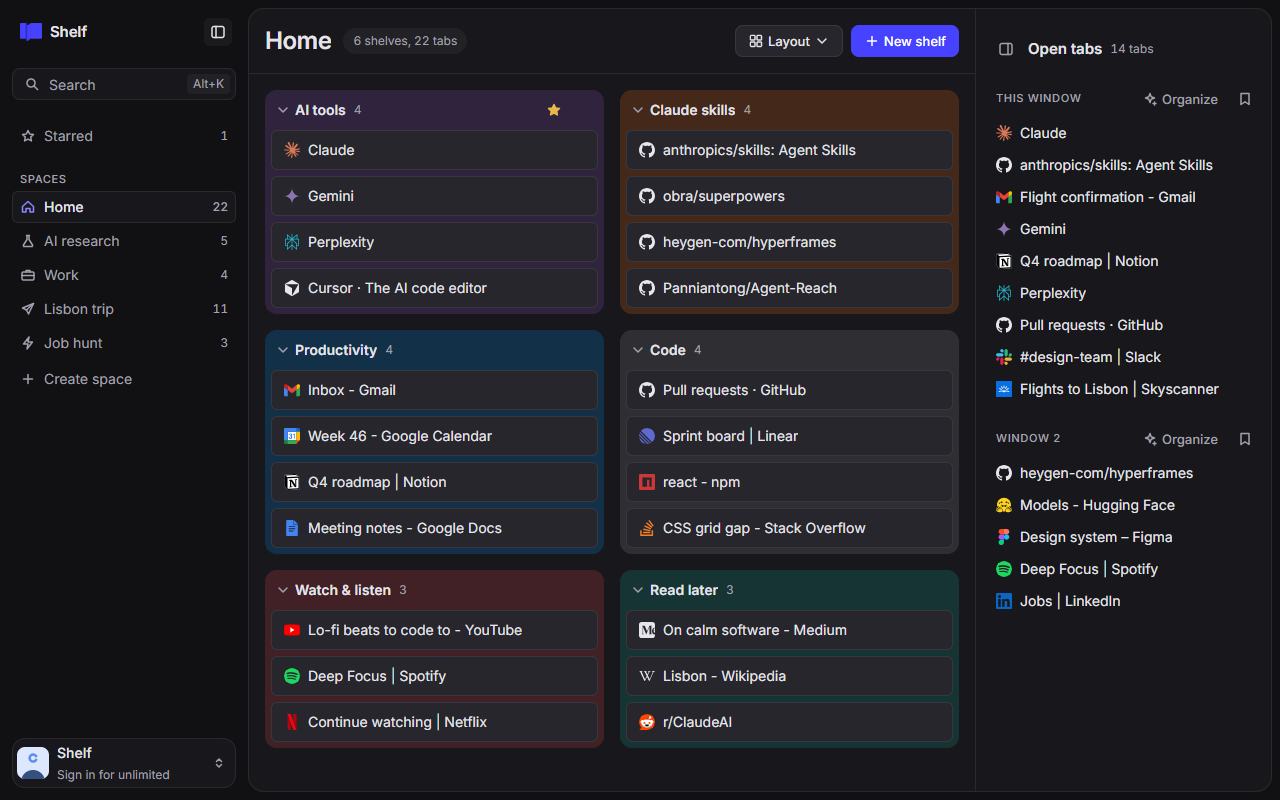 Shelf
Search
Alt+K
Starred
1
SPACES
Home
22
AI research
5
Work
4
Lisbon trip
11
Job hunt
3
Create space
Shelf
Sign in for unlimited
Home
6 shelves, 22 tabs
Layout
New shelf
AI tools 4
Claude
Gemini
Perplexity
Cursor · The AI code editor
Claude skills 4
anthropics/skills: Agent Skills
obra/superpowers
heygen-com/hyperframes
Panniantong/Agent-Reach
Productivity 4
Inbox - Gmail
Week 46 - Google Calendar
Q4 roadmap | Notion
Meeting notes - Google Docs
Code 4
Pull requests · GitHub
Sprint board | Linear
react - npm
CSS grid gap - Stack Overflow
Watch & listen 3
Lo-fi beats to code to - YouTube
Deep Focus | Spotify
Continue watching | Netflix
Read later 3
On calm software - Medium
Lisbon - Wikipedia
r/ClaudeAI
Open tabs 14 tabs
THIS WINDOW
Organize
Claude
anthropics/skills: Agent Skills
Flight confirmation - Gmail
Gemini
Q4 roadmap | Notion
Perplexity
Pull requests · GitHub
#design-team | Slack
Flights to Lisbon | Skyscanner
WINDOW 2
Organize
heygen-com/hyperframes
Models - Hugging Face
Design system – Figma
Deep Focus | Spotify
Jobs | LinkedIn